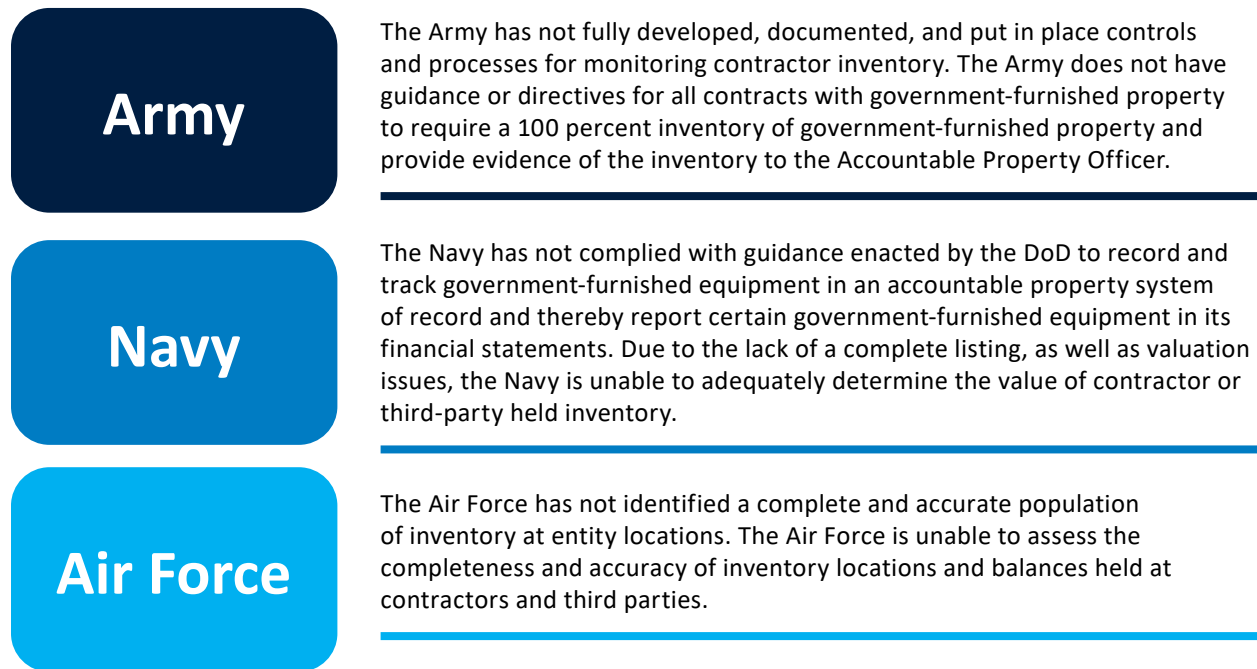 Army
The Army has not fully developed, documented, and put in place controls
and processes for monitoring contractor inventory. The Army does not have
guidance or directives for all contracts with government-furnished property
to require a 100 percent inventory of government-furnished property and
provide evidence of the inventory to the Accountable Property Officer.
Navy
The Navy has not complied with guidance enacted by the DoD to record and
track government-furnished equipment in an accountable property system
of record and thereby report certain government-furnished equipment in its
financial statements. Due to the lack of a complete listing, as well as valuation
issues, the Navy is unable to adequately determine the value of contractor or
third-party held inventory.
Air Force
The Air Force has not identified a complete and accurate population
of inventory at entity locations. The Air Force is unable to assess the
completeness and accuracy of inventory locations and balances held at
contractors and third parties.